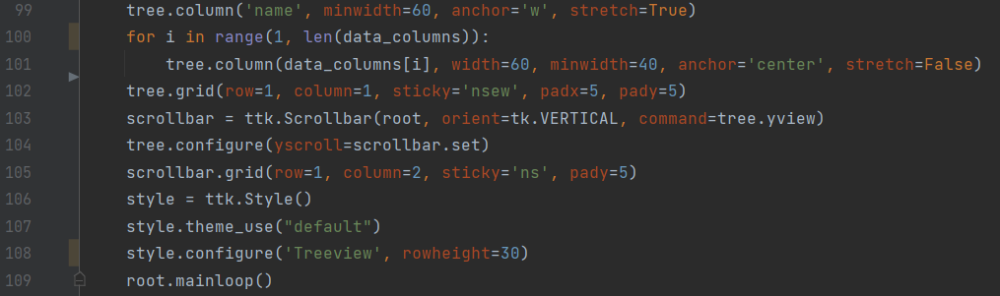 99 tree.column('name', minwidth=60, anchor='w', stretch=True)
100 for i in range(1, len(data_columns)):
101 tree.column(data_columns[i], width=60, minwidth=40, anchor='center', stretch=False)
102 tree.grid(row=1, column=1, sticky='nsew', padx=5, pady=5)
103 scrollbar = ttk.Scrollbar(root, orient=tk.VERTICAL, command=tree.yview)
104 tree.configure(yscroll=scrollbar.set)
105 scrollbar.grid(row=1, column=2, sticky='ns', pady=5)
106 style = ttk.Style()
107 style.theme_use("default")
108 style.configure('Treeview', rowheight=30)
109 root.mainloop()